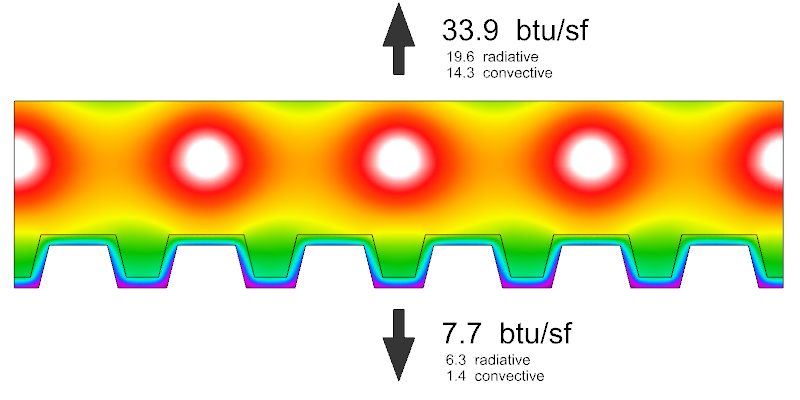 33.9 btu/sf
19.6 radiative
14.3 convective
7.7 btu/sf
6.3 radiative
1.4 convective